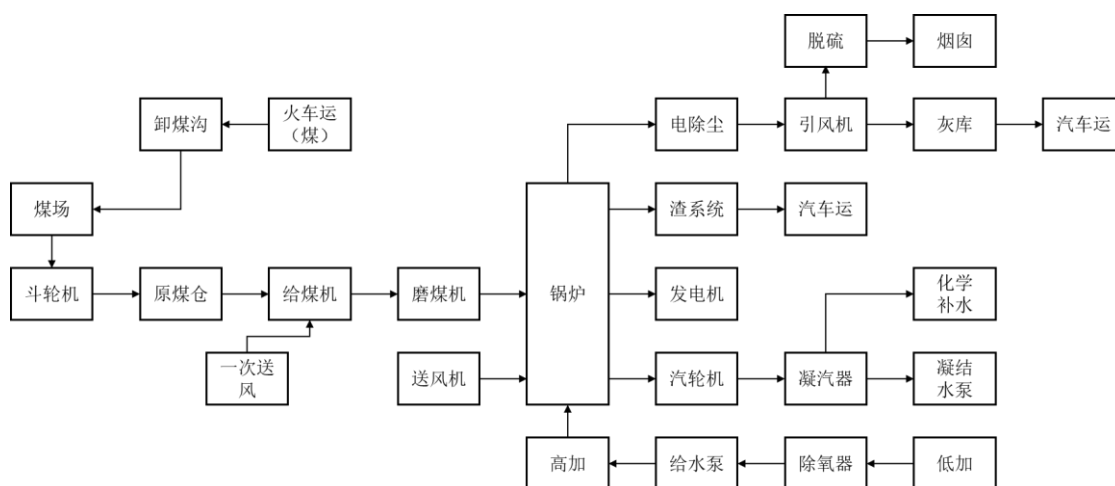 脱硫
烟囱
卸煤沟
火车运
（煤）
电除尘
引风机
灰库
汽车运
煤场
渣系统
汽车运
斗轮机
原煤仓
给煤机
磨煤机
锅炉
发电机
化学
补水
一次送
风
送风机
汽轮机
凝汽器
凝结
水泵
高加
给水泵
除氧器
低加